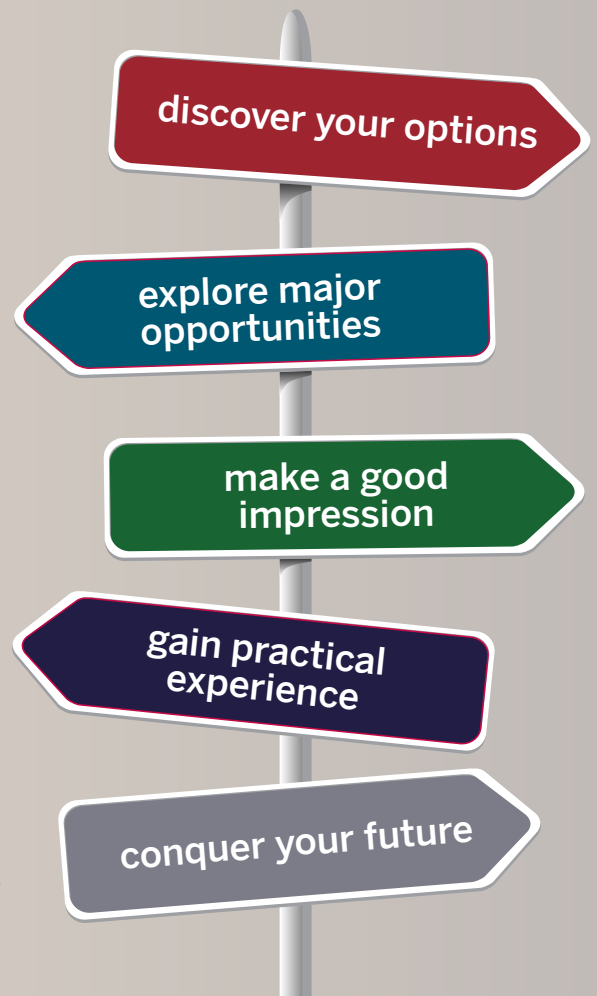 discover your options
explore major
opportunities
make a good
impression
gain practical
experience
conquer your future